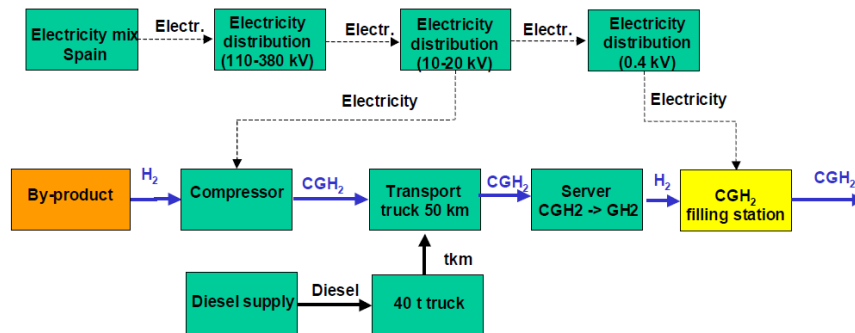 Electricity mix
Spain
Electr.
Electricity
distribution
(110-380 kV)
Electr.
Electricity
distribution
(10-20 kV)
Electr.
Electricity
distribution
(0.4 kV)
Electricity
Electricity
By-product
H₂
Compressor
CGH₂
Transport
truck 50 km
CGH₂
Server
CGH2 -> GH2
H₂
CGH₂
filling station
CGH₂
tkm
Diesel supply
Diesel
40 t truck